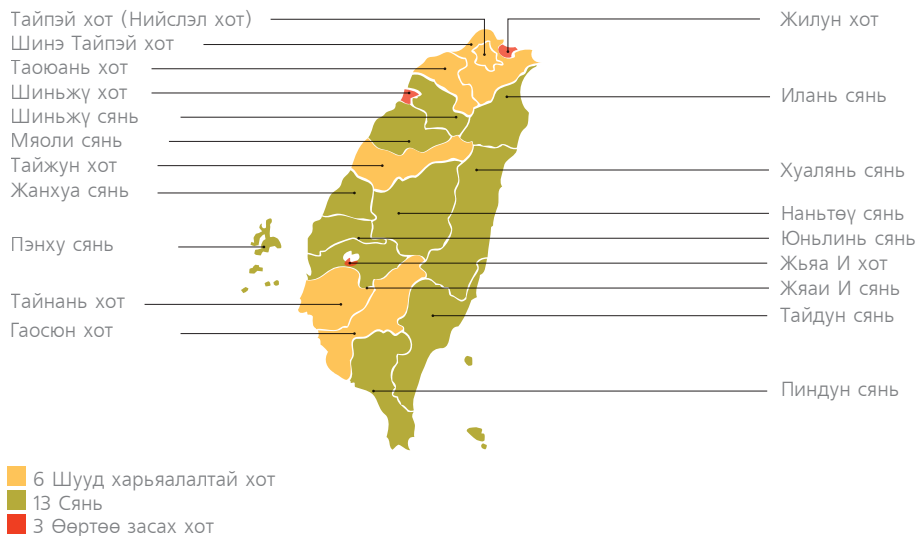 Тайпэй хот (Нийслэл хот)
Шинэ Тайпэй хот
Таоюань хот
Шиньжү хот
Шиньжү сянь
Мяоли сянь
Тайжун хот
Жанхуа сянь
Пэнху сянь
Тайнань хот
Гаосюн хот
Жилун хот
Илань сянь
Хуалянь сянь
Наньтөү сянь
Юньлинь сянь
Жьяа И хот
Жяаи И сянь
Тайдун сянь
Пиндун сянь
6 Шууд харьяалалтай хот
13 Сянь
3 Өөртөө засах хот